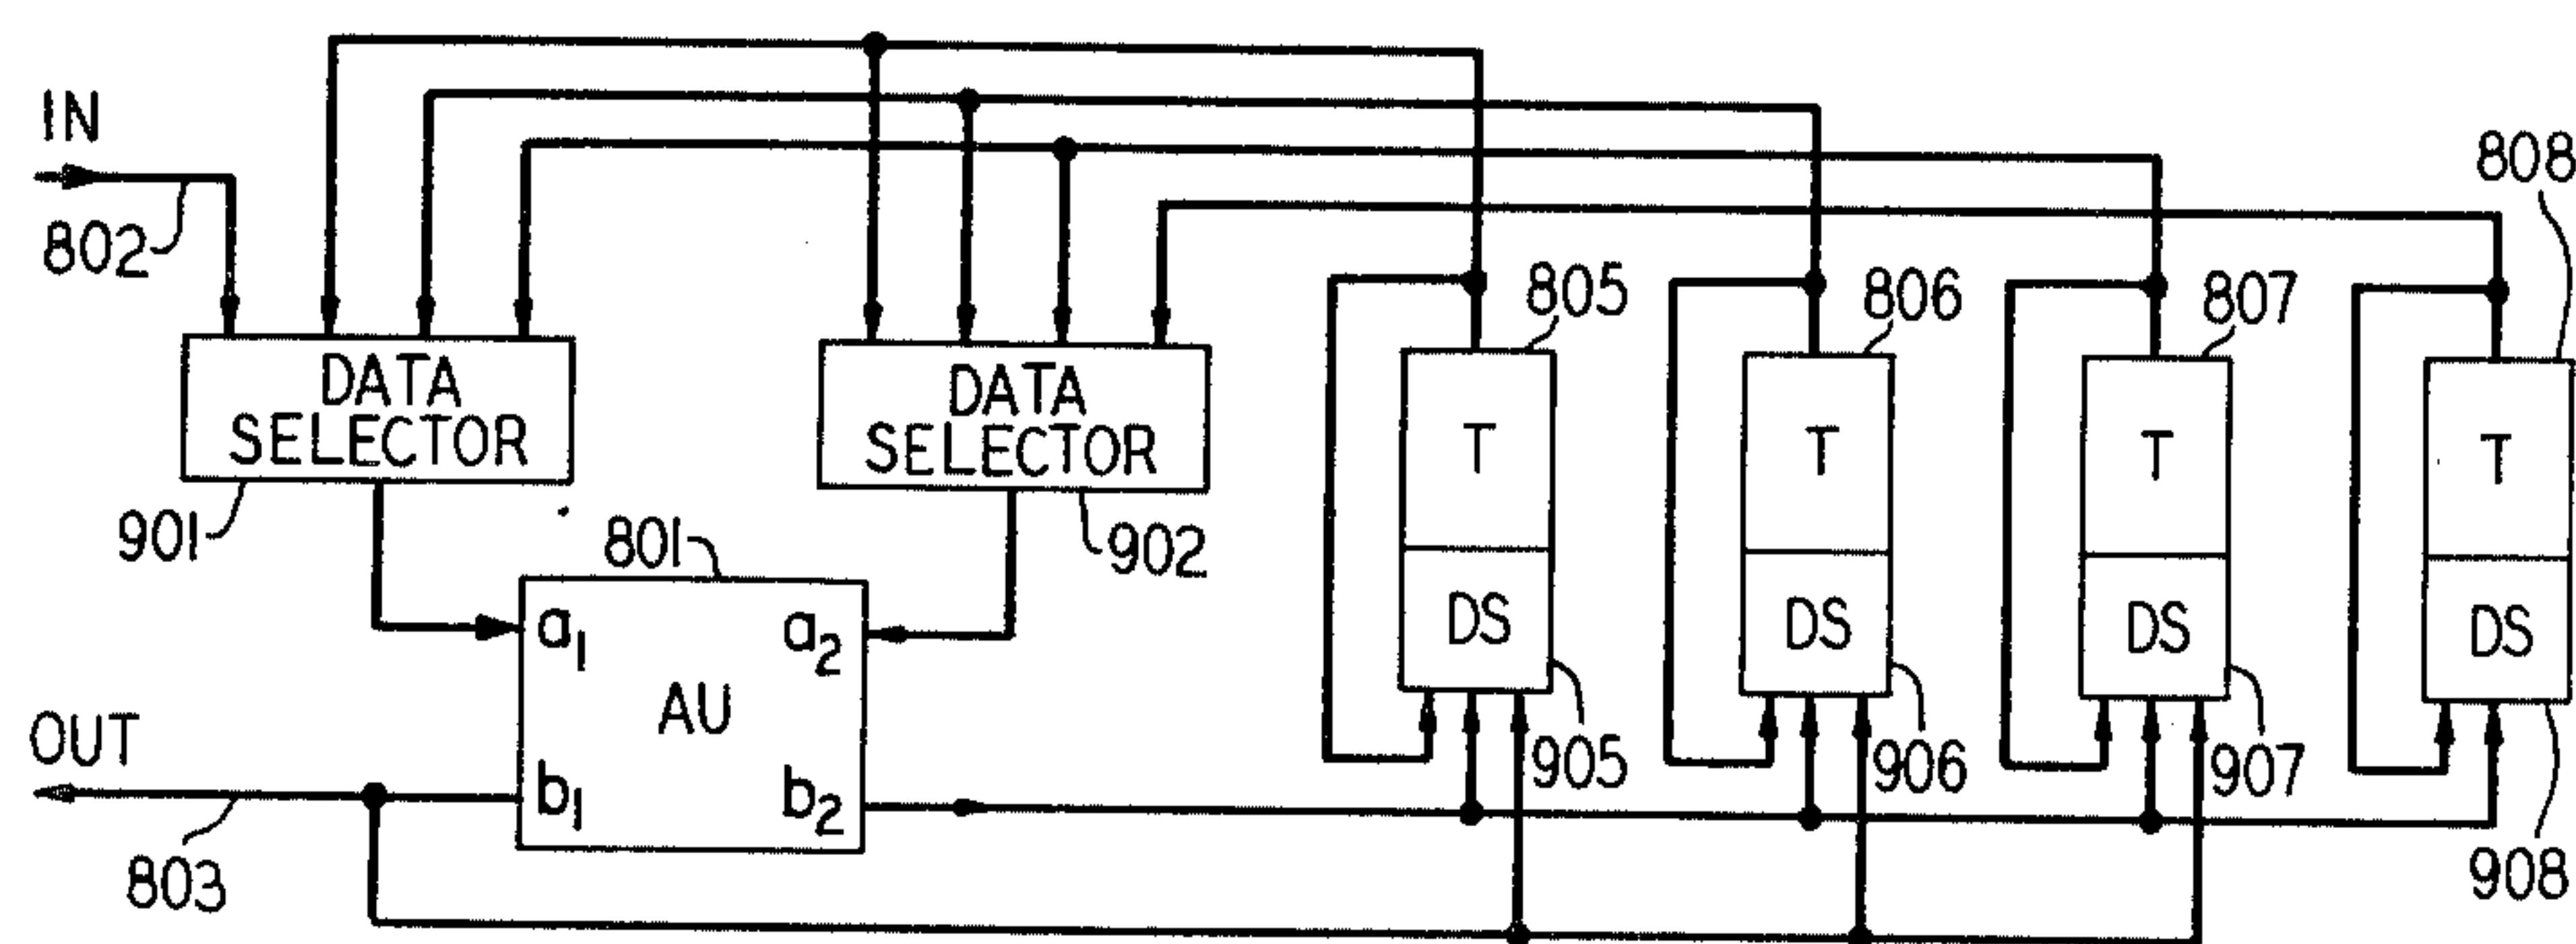 IN
802
DATA
SELECTOR
901
DATA
SELECTOR
902
801
a1
a2
AU
b1
b2
OUT
803
805
T
DS
905
806
T
DS
906
807
T
DS
907
808
T
DS
908